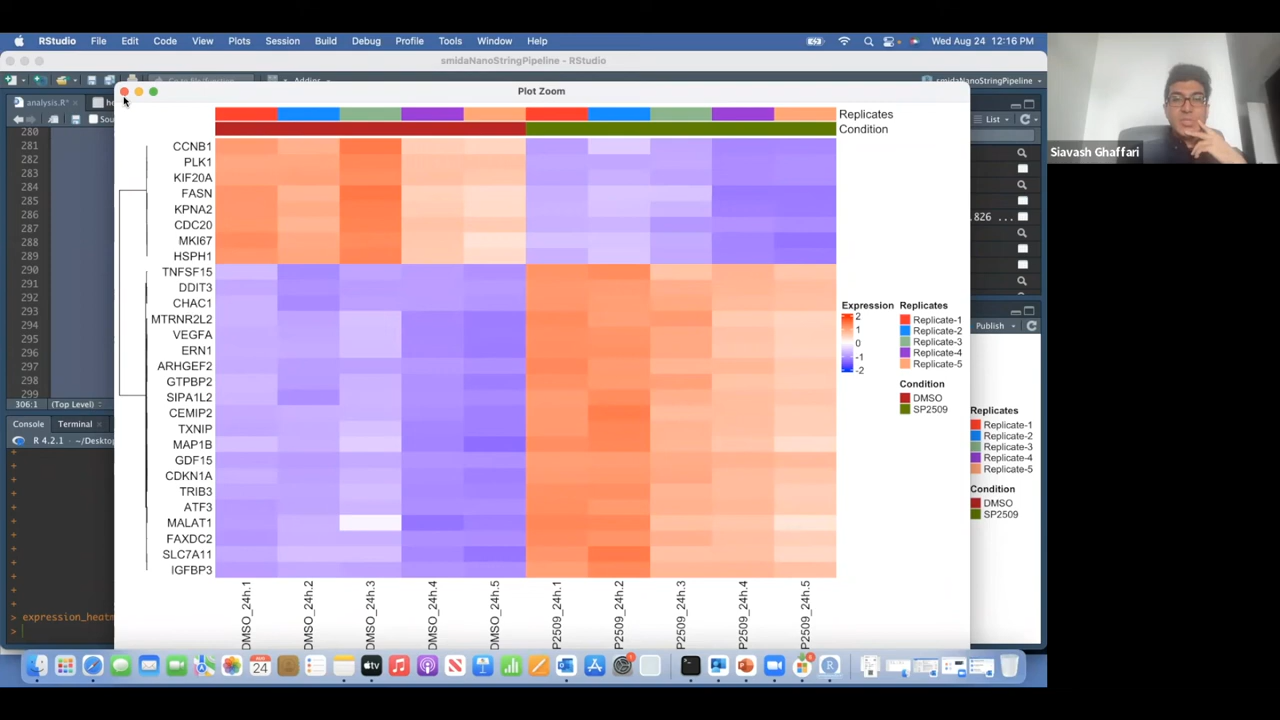 RStudio File Edit Code View Plots Session Build Debug Profile Tools Window Help Wed Aug 24 12:16 PM
smidaNanoStringPipeline - RStudio
smidaNanoStringPipeline
analysis.R*
Plot Zoom
List
280
281
282
283
284
285
286
287
288
289
290
291
292
293
294
295
296
297
298
299
306:1 (Top Level)
Console Terminal
R 4.2.1 · ~/Desktop
+
+
+
+
+
+
+
+
+
+
+
> expression_heatm
>
.826 ...
Publish
Replicates
Condition
CCNB1
PLK1
KIF20A
FASN
KPNA2
CDC20
MKI67
HSPH1
TNFSF15
DDIT3
CHAC1
MTRNR2L2
VEGFA
ERN1
ARHGEF2
GTPBP2
SIPA1L2
CEMIP2
TXNIP
MAP1B
GDF15
CDKN1A
TRIB3
ATF3
MALAT1
FAXDC2
SLC7A11
IGFBP3
DMSO_24h.1
DMSO_24h.2
DMSO_24h.3
DMSO_24h.4
DMSO_24h.5
P2509_24h.1
P2509_24h.2
P2509_24h.3
P2509_24h.4
P2509_24h.5
Expression
2
1
0
-1
-2
Replicates
Replicate-1
Replicate-2
Replicate-3
Replicate-4
Replicate-5
Condition
DMSO
SP2509
Replicates
Replicate-1
Replicate-2
Replicate-3
Replicate-4
Replicate-5
Condition
DMSO
SP2509
Siavash Ghaffari